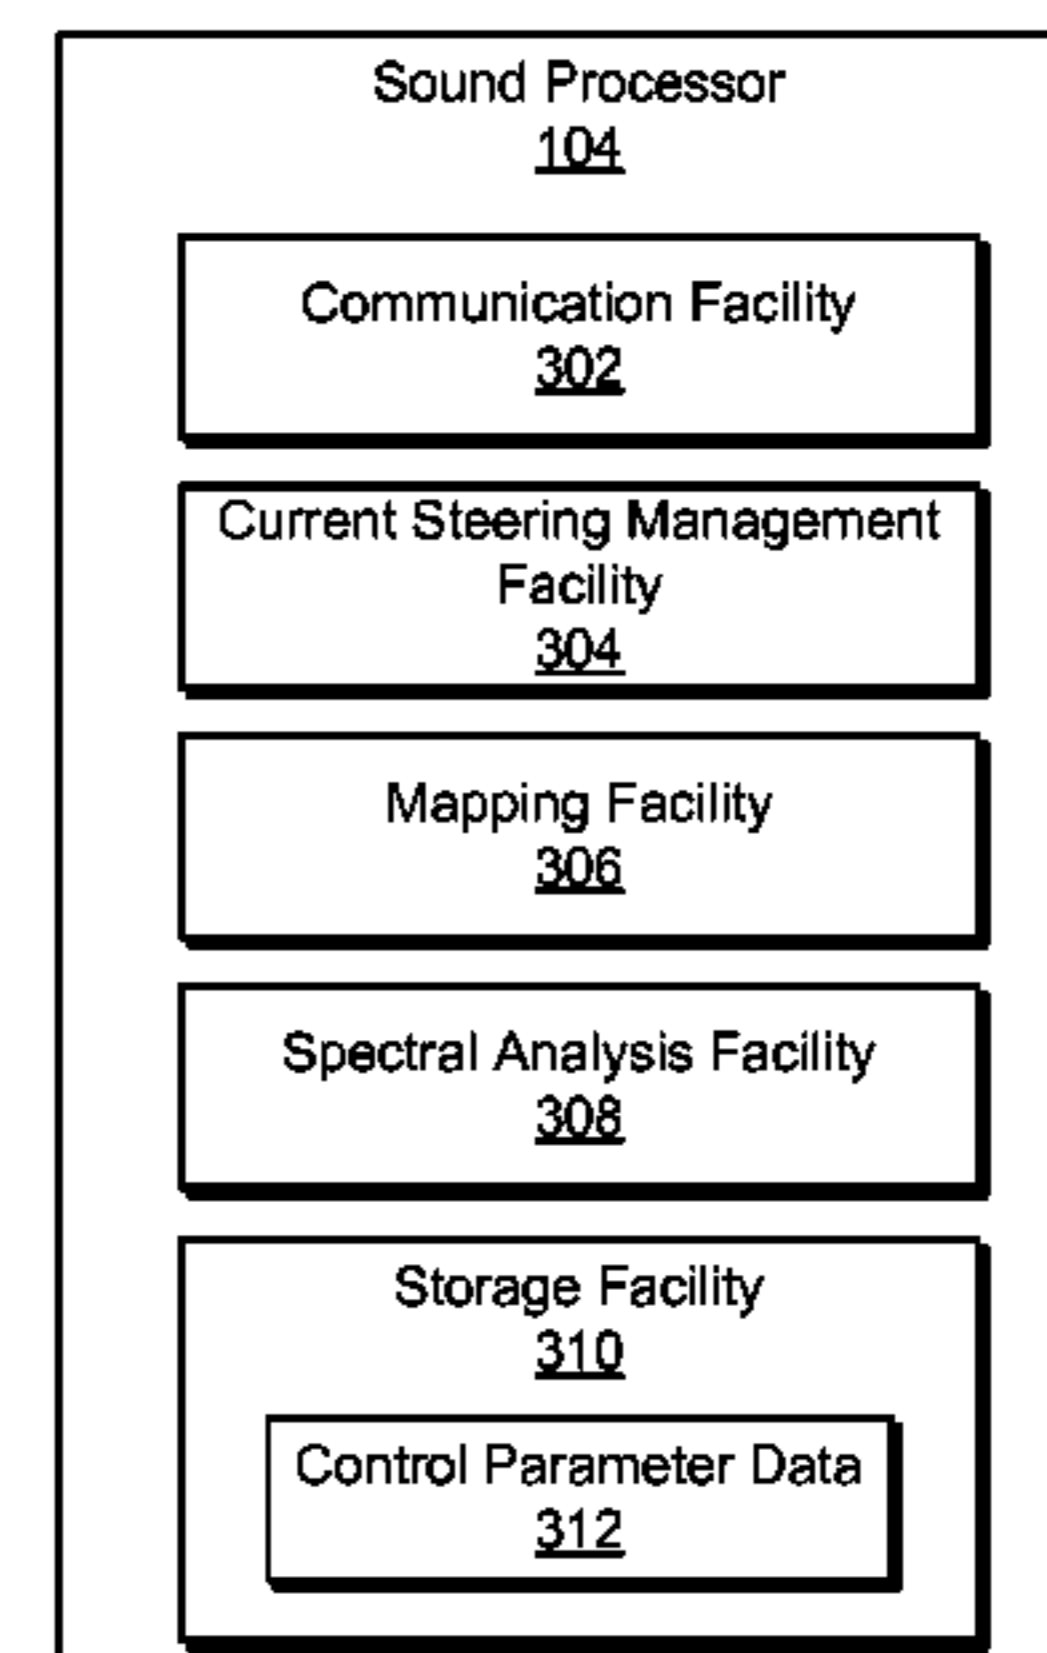 Sound Processor
104
Communication Facility
302
Current Steering Management
Facility
304
Mapping Facility
306
Spectral Analysis Facility
308
Storage Facility
310
Control Parameter Data
312